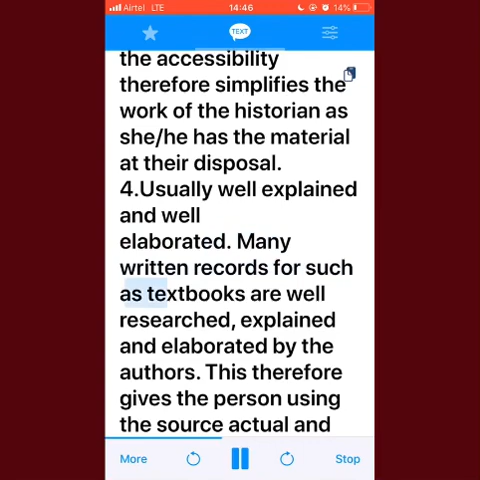 Airtel LTE 14:46 14%
TEXT
the accessibility
therefore simplifies the
work of the historian as
she/he has the material
at their disposal.
4.Usually well explained
and well
elaborated. Many
written records for such
as textbooks are well
researched, explained
and elaborated by the
authors. This therefore
gives the person using
the source actual and
More Stop